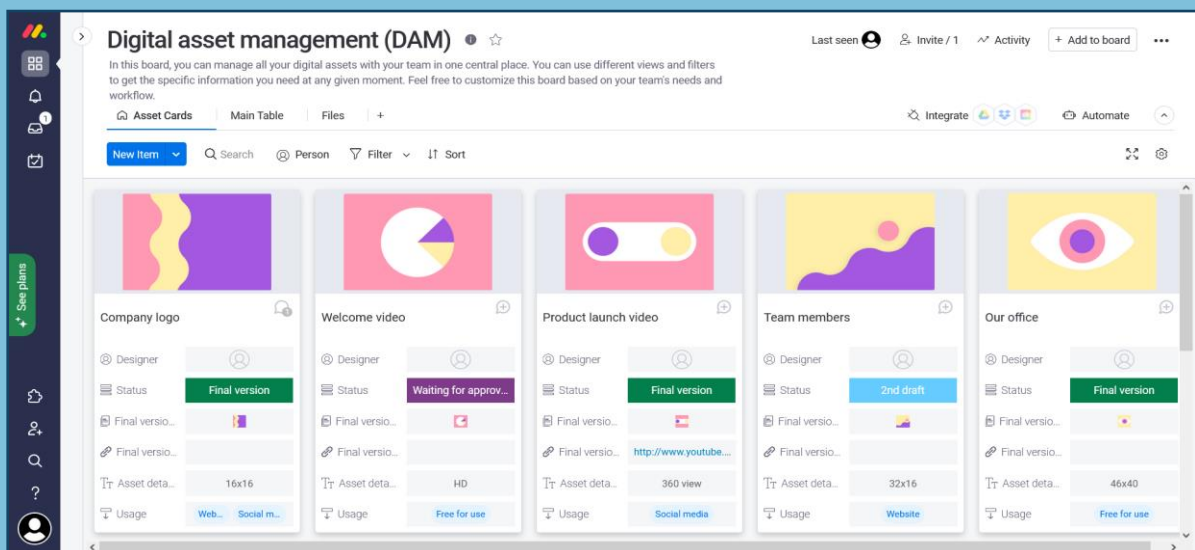 Digital asset management (DAM)
Last seen
Invite / 1
Activity
+ Add to board
In this board, you can manage all your digital assets with your team in one central place. You can use different views and filters
to get the specific information you need at any given moment. Feel free to customize this board based on your team's needs and
workflow.
Asset Cards
Main Table
Files
+
Integrate
Automate
New Item
Search
Person
Filter
Sort
1
See plans
?
Company logo
1
Designer
Status
Final version
Final versio...
Final versio...
Asset deta...
16x16
Usage
Web...
Social m...
Welcome video
Designer
Status
Waiting for approv...
Final versio...
Final versio...
Asset deta...
HD
Usage
Free for use
Product launch video
Designer
Status
Final version
Final versio...
Final versio...
http://www.youtube....
Asset deta...
360 view
Usage
Social media
Team members
Designer
Status
2nd draft
Final versio...
Final versio...
Asset deta...
32x16
Usage
Website
Our office
Designer
Status
Final version
Final versio...
Final versio...
Asset deta...
46x40
Usage
Free for use